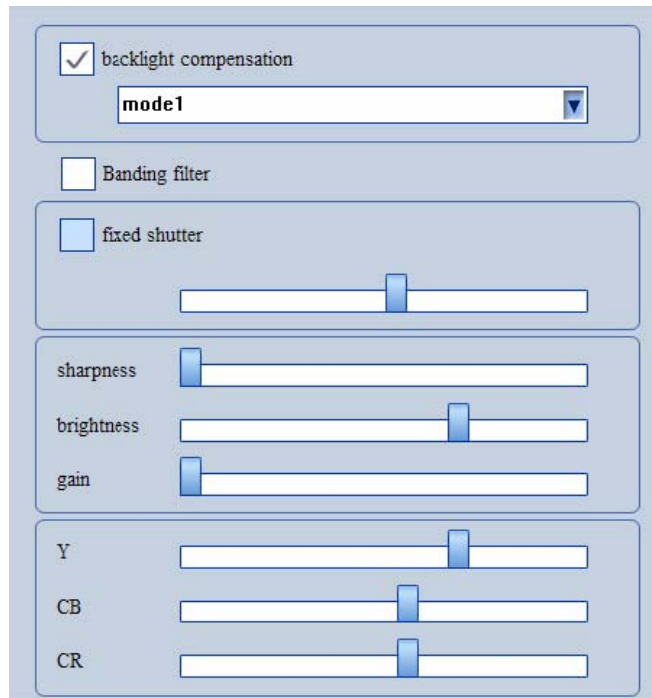 backlight compensation
mode1
Banding filter
fixed shutter
sharpness
brightness
gain
Y
CB
CR